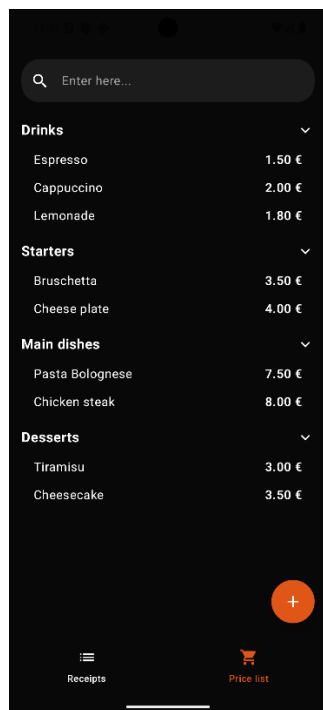 Enter here...
Drinks
Espresso 1.50 €
Cappuccino 2.00 €
Lemonade 1.80 €
Starters
Bruschetta 3.50 €
Cheese plate 4.00 €
Main dishes
Pasta Bolognese 7.50 €
Chicken steak 8.00 €
Desserts
Tiramisu 3.00 €
Cheesecake 3.50 €
+
Receipts Price list